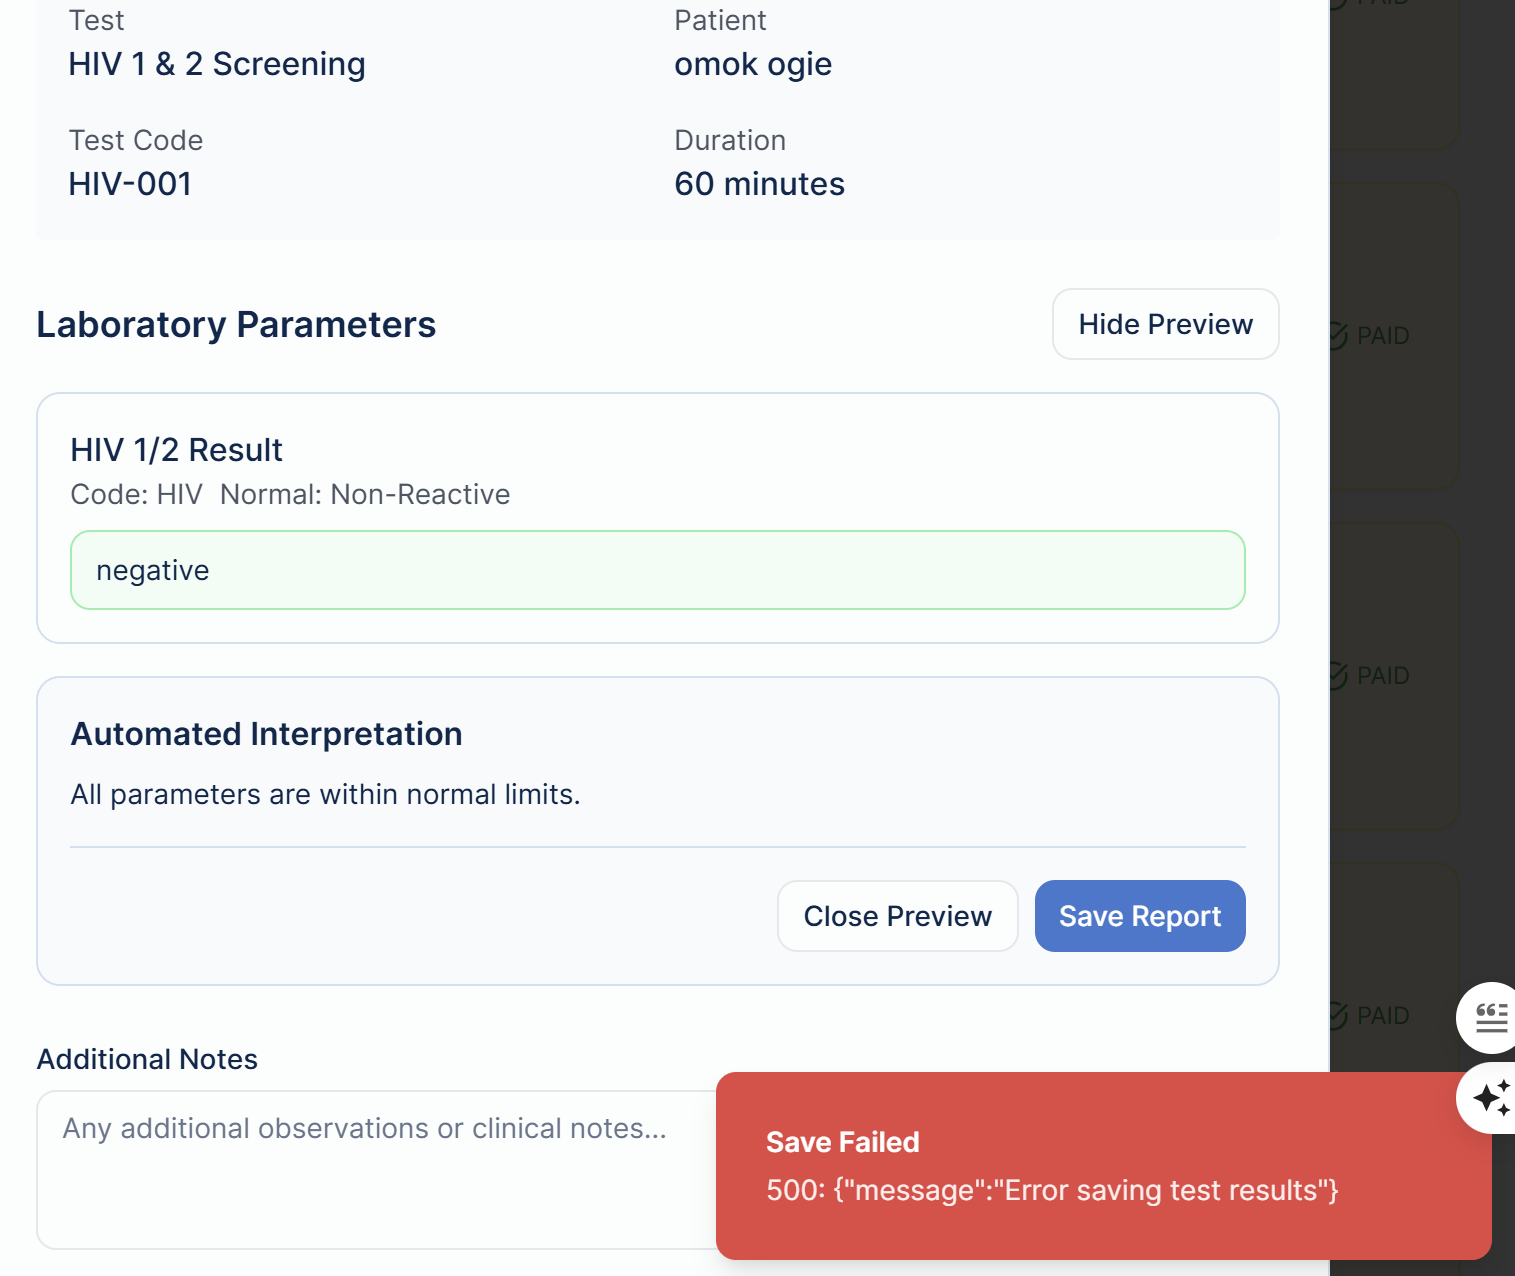 Test
HIV 1 & 2 Screening
Patient
omok ogie
Test Code
HIV-001
Duration
60 minutes
Laboratory Parameters
Hide Preview
HIV 1/2 Result
Code: HIV Normal: Non-Reactive
negative
Automated Interpretation
All parameters are within normal limits.
Close Preview
Save Report
Additional Notes
Any additional observations or clinical notes...
Save Failed
500: {"message":"Error saving test results"}
PAID
PAID
PAID
PAID